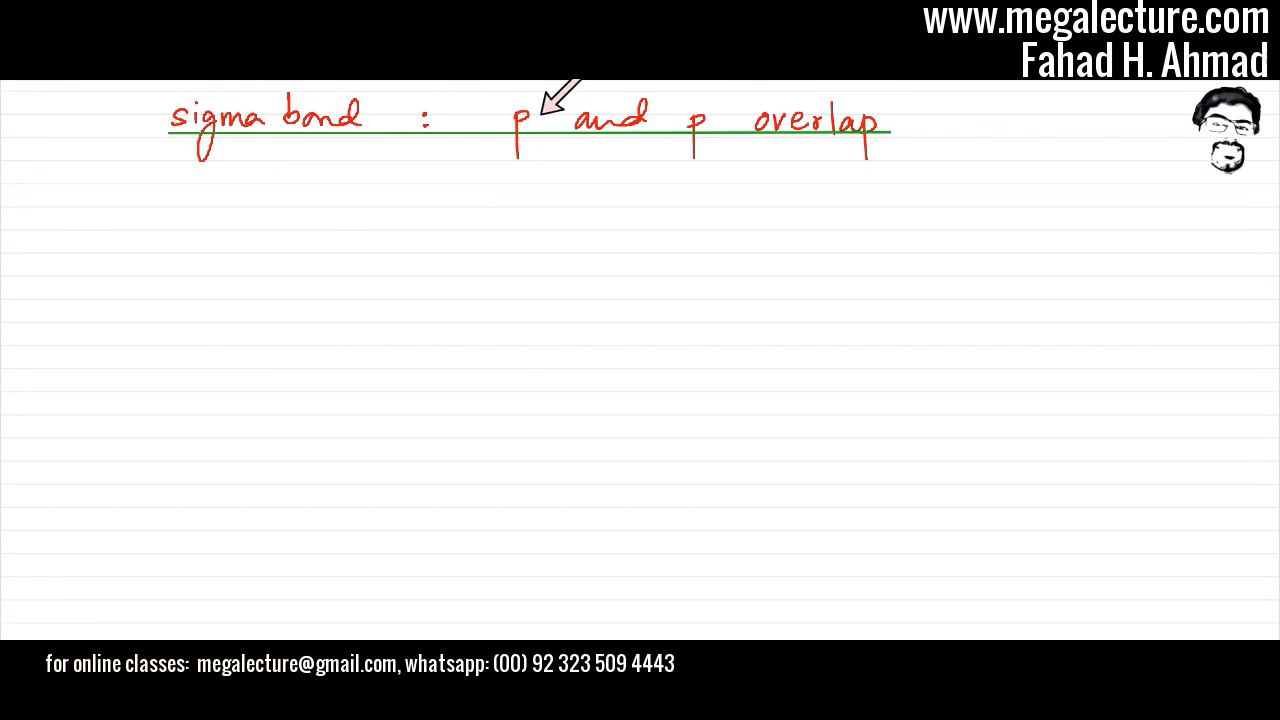 www.megalecture.com
Fahad H. Ahmad
sigma bond : p and p overlap
for online classes: megalecture@gmail.com, whatsapp: (00) 92 323 509 4443